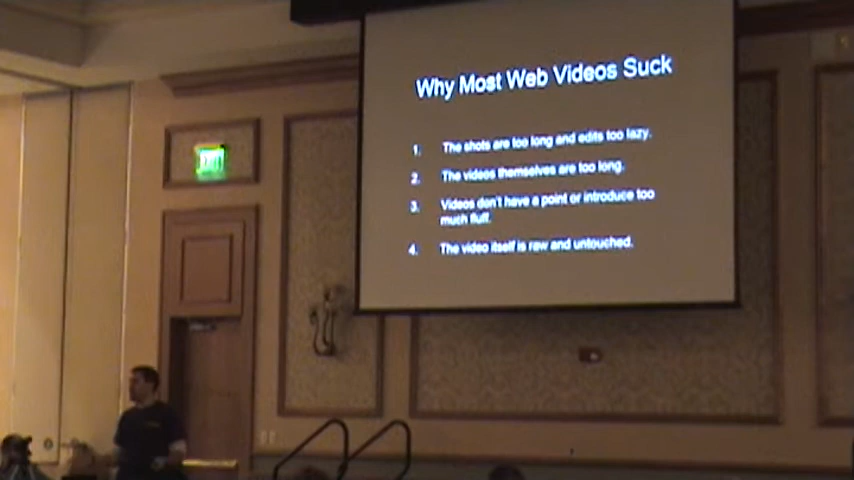 Why Most Web Videos Suck
1. The shots are too long and edits too lazy.
2. The videos themselves are too long.
3. Videos don't have a point or introduce too
much fluff.
4. The video itself is raw and untouched.
EXIT